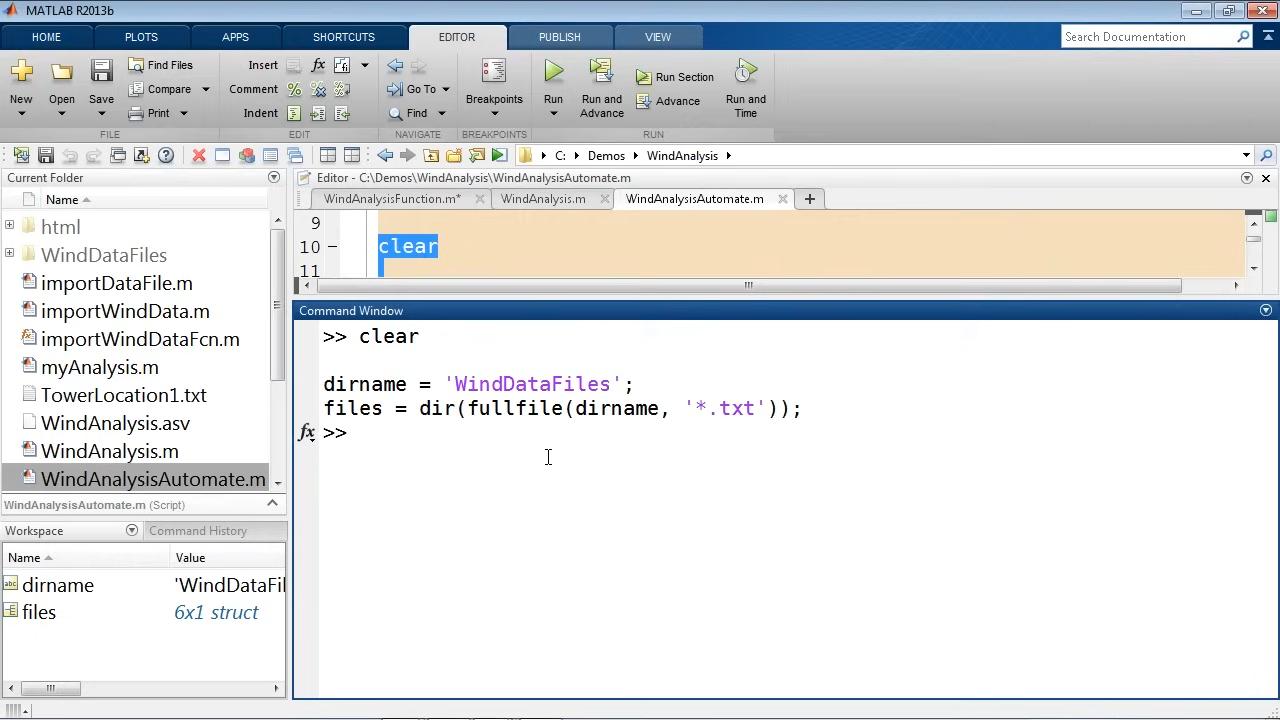 MATLAB R2013b
HOME PLOTS APPS SHORTCUTS EDITOR PUBLISH VIEW Search Documentation
New Open Save Find Files Compare Print Insert Comment Indent fx Go To Find Breakpoints Run Run and Advance Run Section Advance Run and Time
FILE EDIT NAVIGATE BREAKPOINTS RUN
C: Demos WindAnalysis
Current Folder
Name
html
WindDataFiles
importDataFile.m
importWindData.m
importWindDataFcn.m
myAnalysis.m
TowerLocation1.txt
WindAnalysis.asv
WindAnalysis.m
WindAnalysisAutomate.m
WindAnalysisAutomate.m (Script)
Workspace Command History
Name Value
dirname 'WindDataFil
files 6x1 struct
Editor - C:\Demos\WindAnalysis\WindAnalysisAutomate.m
WindAnalysisFunction.m* WindAnalysis.m WindAnalysisAutomate.m
9
10 – clear
11
Command Window
>> clear
dirname = 'WindDataFiles';
files = dir(fullfile(dirname, '*.txt'));
fx >>